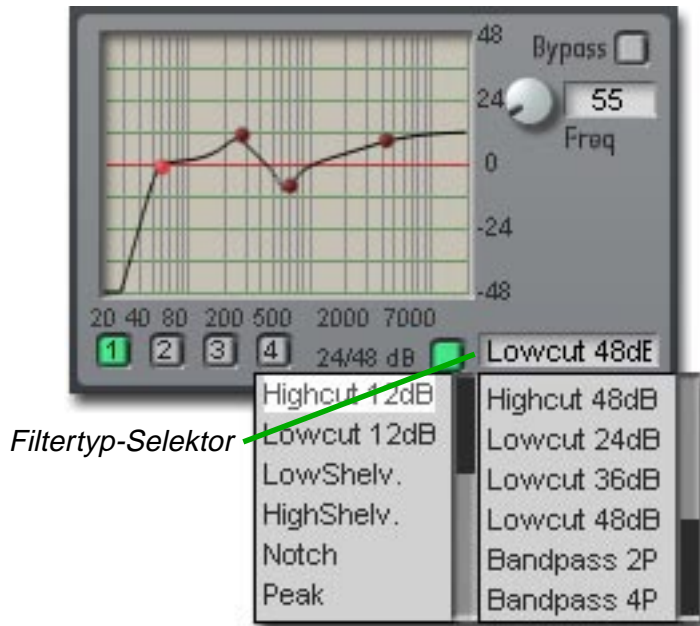 48
Bypass
24
55
Freq
0
-24
-48
20 40 80 200 500 2000 7000
1 2 3 4 24/48 dB Lowcut 48dE
Filtertyp-Selektor
Highcut 12dB
Lowcut 12dB
LowShelv.
HighShelv.
Notch
Peak
Highcut 48dB
Lowcut 24dB
Lowcut 36dB
Lowcut 48dB
Bandpass 2P
Bandpass 4P